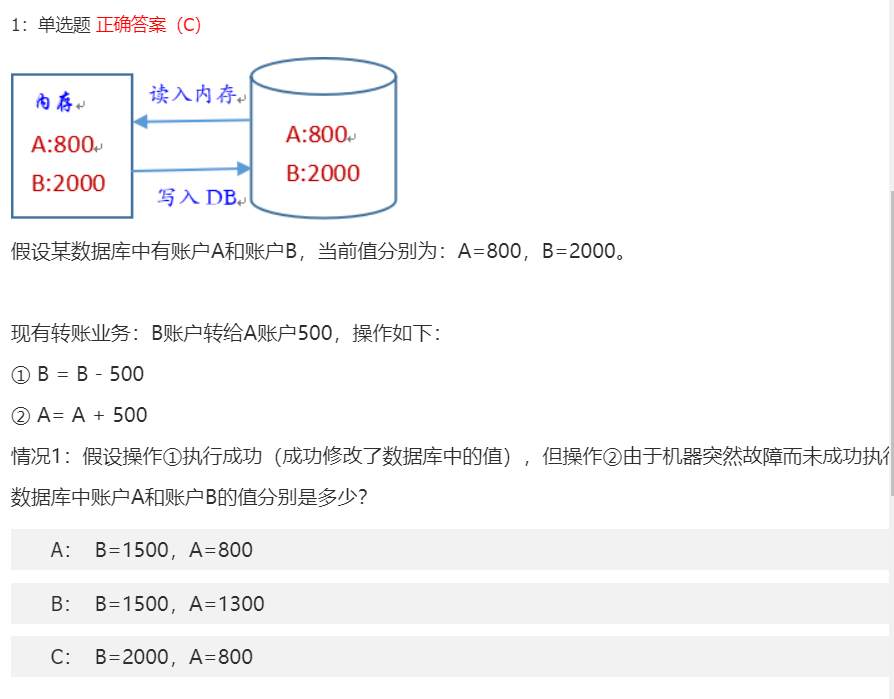 1：单选题 正确答案（C）
内存
A:800
B:2000
读入内存
写入 DB
A:800
B:2000
假设某数据库中有账户A和账户B，当前值分别为：A=800，B=2000。
现有转账业务：B账户转给A账户500，操作如下：
① B = B - 500
② A= A + 500
情况1：假设操作①执行成功（成功修改了数据库中的值），但操作②由于机器突然故障而未成功执行
数据库中账户A和账户B的值分别是多少？
A： B=1500，A=800
B： B=1500，A=1300
C： B=2000，A=800